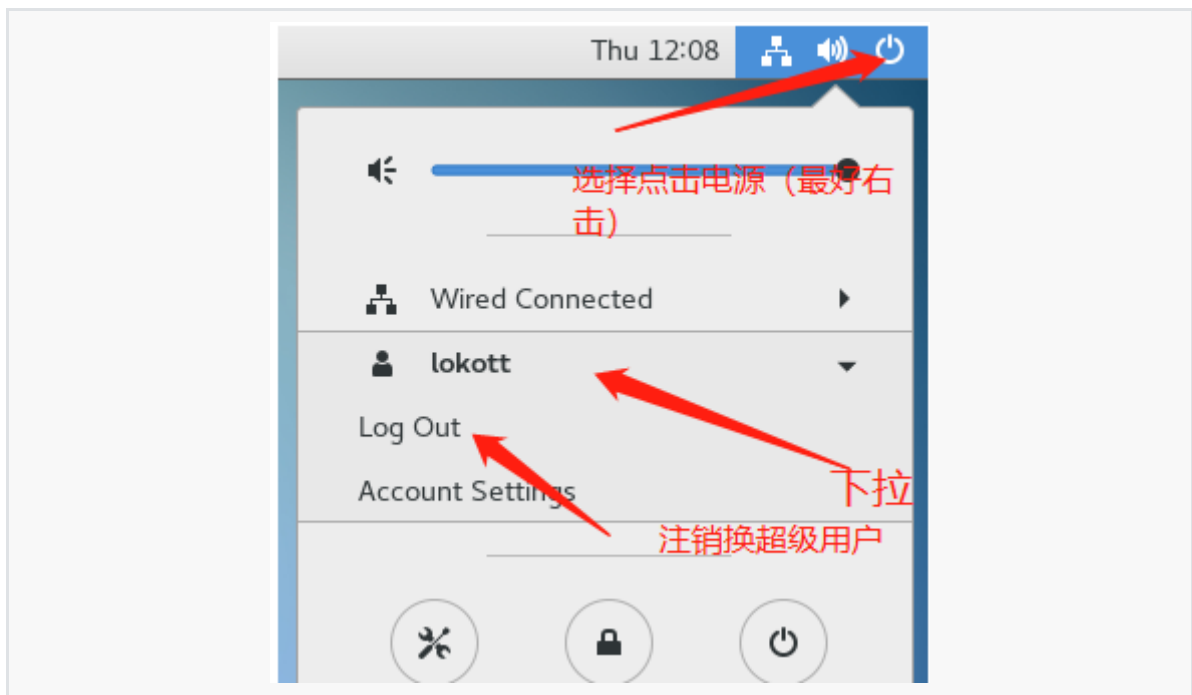 Thu 12:08
选择点击电源（最好右
击）
Wired Connected
lokott
Log Out
Account Settings
下拉
注销换超级用户